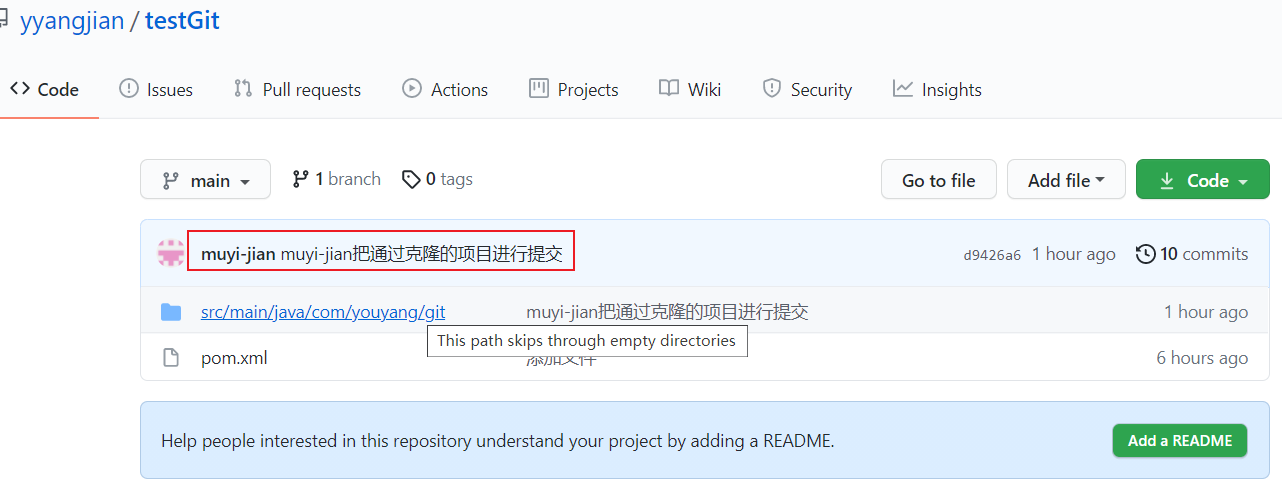 yyangjian / testGit
Code Issues Pull requests Actions Projects Wiki Security Insights
main 1 branch 0 tags Go to file Add file Code
muyi-jian muyi-jian把通过克隆的项目进行提交 d9426a6 1 hour ago 10 commits
src/main/java/com/youyang/git muyi-jian把通过克隆的项目进行提交 1 hour ago
This path skips through empty directories
pom.xml 添加文件 6 hours ago
Help people interested in this repository understand your project by adding a README. Add a README